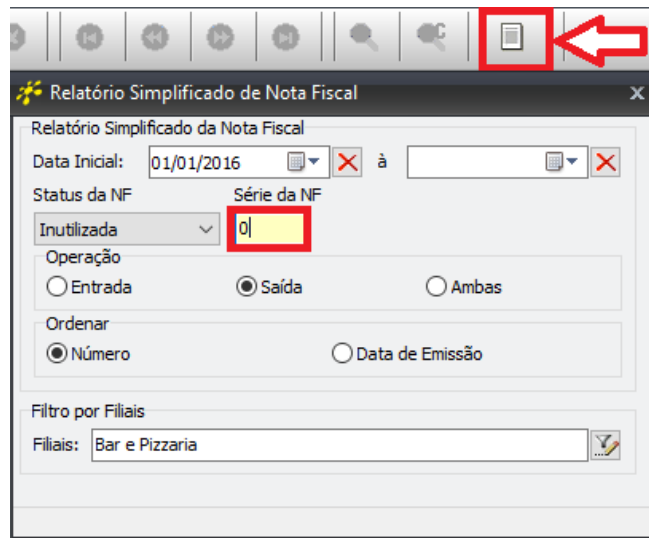 Relatório Simplificado de Nota Fiscal x
Relatório Simplificado da Nota Fiscal
Data Inicial: 01/01/2016 à
Status da NF Série da NF
Inutilizada 0
Operação
Entrada Saída Ambas
Ordenar
Número Data de Emissão
Filtro por Filiais
Filiais: Bar e Pizzaria